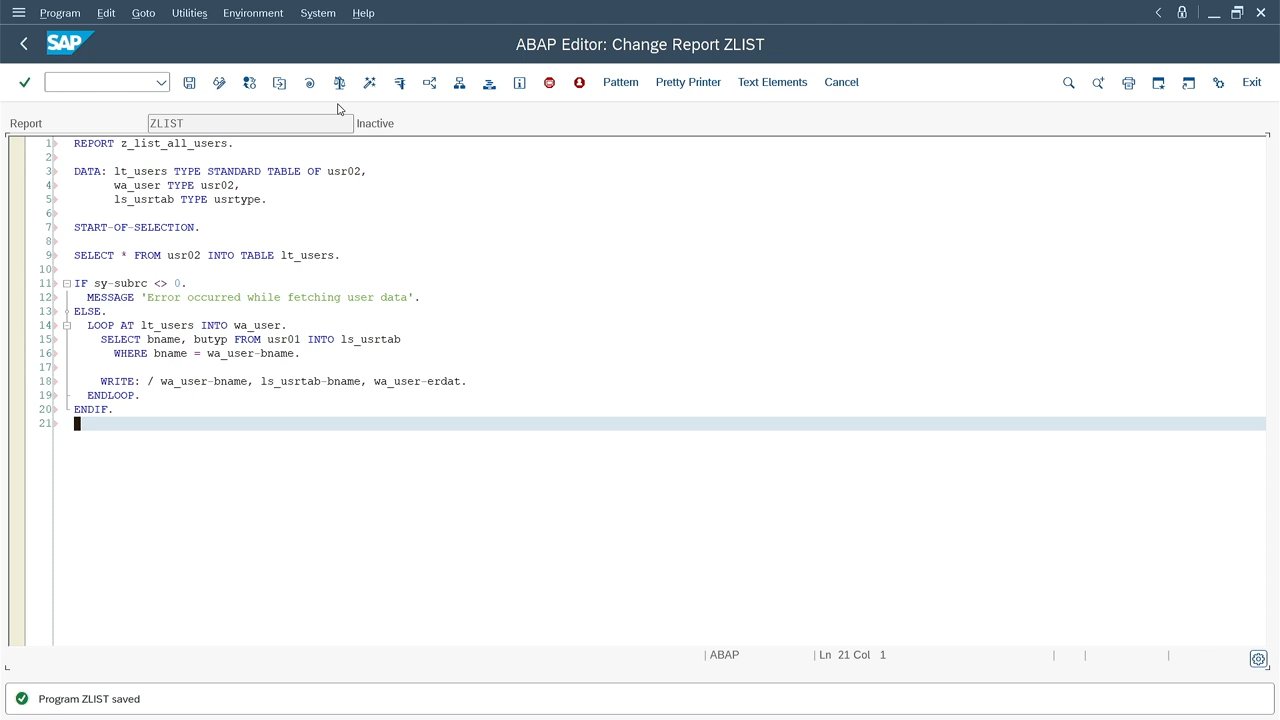 Program Edit Goto Utilities Environment System Help
SAP ABAP Editor: Change Report ZLIST
Pattern Pretty Printer Text Elements Cancel Exit
Report ZLIST Inactive
1 REPORT z_list_all_users.
2
3 DATA: lt_users TYPE STANDARD TABLE OF usr02,
4 wa_user TYPE usr02,
5 ls_usrtab TYPE usrtype.
6
7 START-OF-SELECTION.
8
9 SELECT * FROM usr02 INTO TABLE lt_users.
10
11 IF sy-subrc <> 0.
12 MESSAGE 'Error occurred while fetching user data'.
13 ELSE.
14 LOOP AT lt_users INTO wa_user.
15 SELECT bname, butyp FROM usr01 INTO ls_usrtab
16 WHERE bname = wa_user-bname.
17
18 WRITE: / wa_user-bname, ls_usrtab-bname, wa_user-erdat.
19 ENDLOOP.
20 ENDIF.
21
ABAP Ln 21 Col 1
Program ZLIST saved